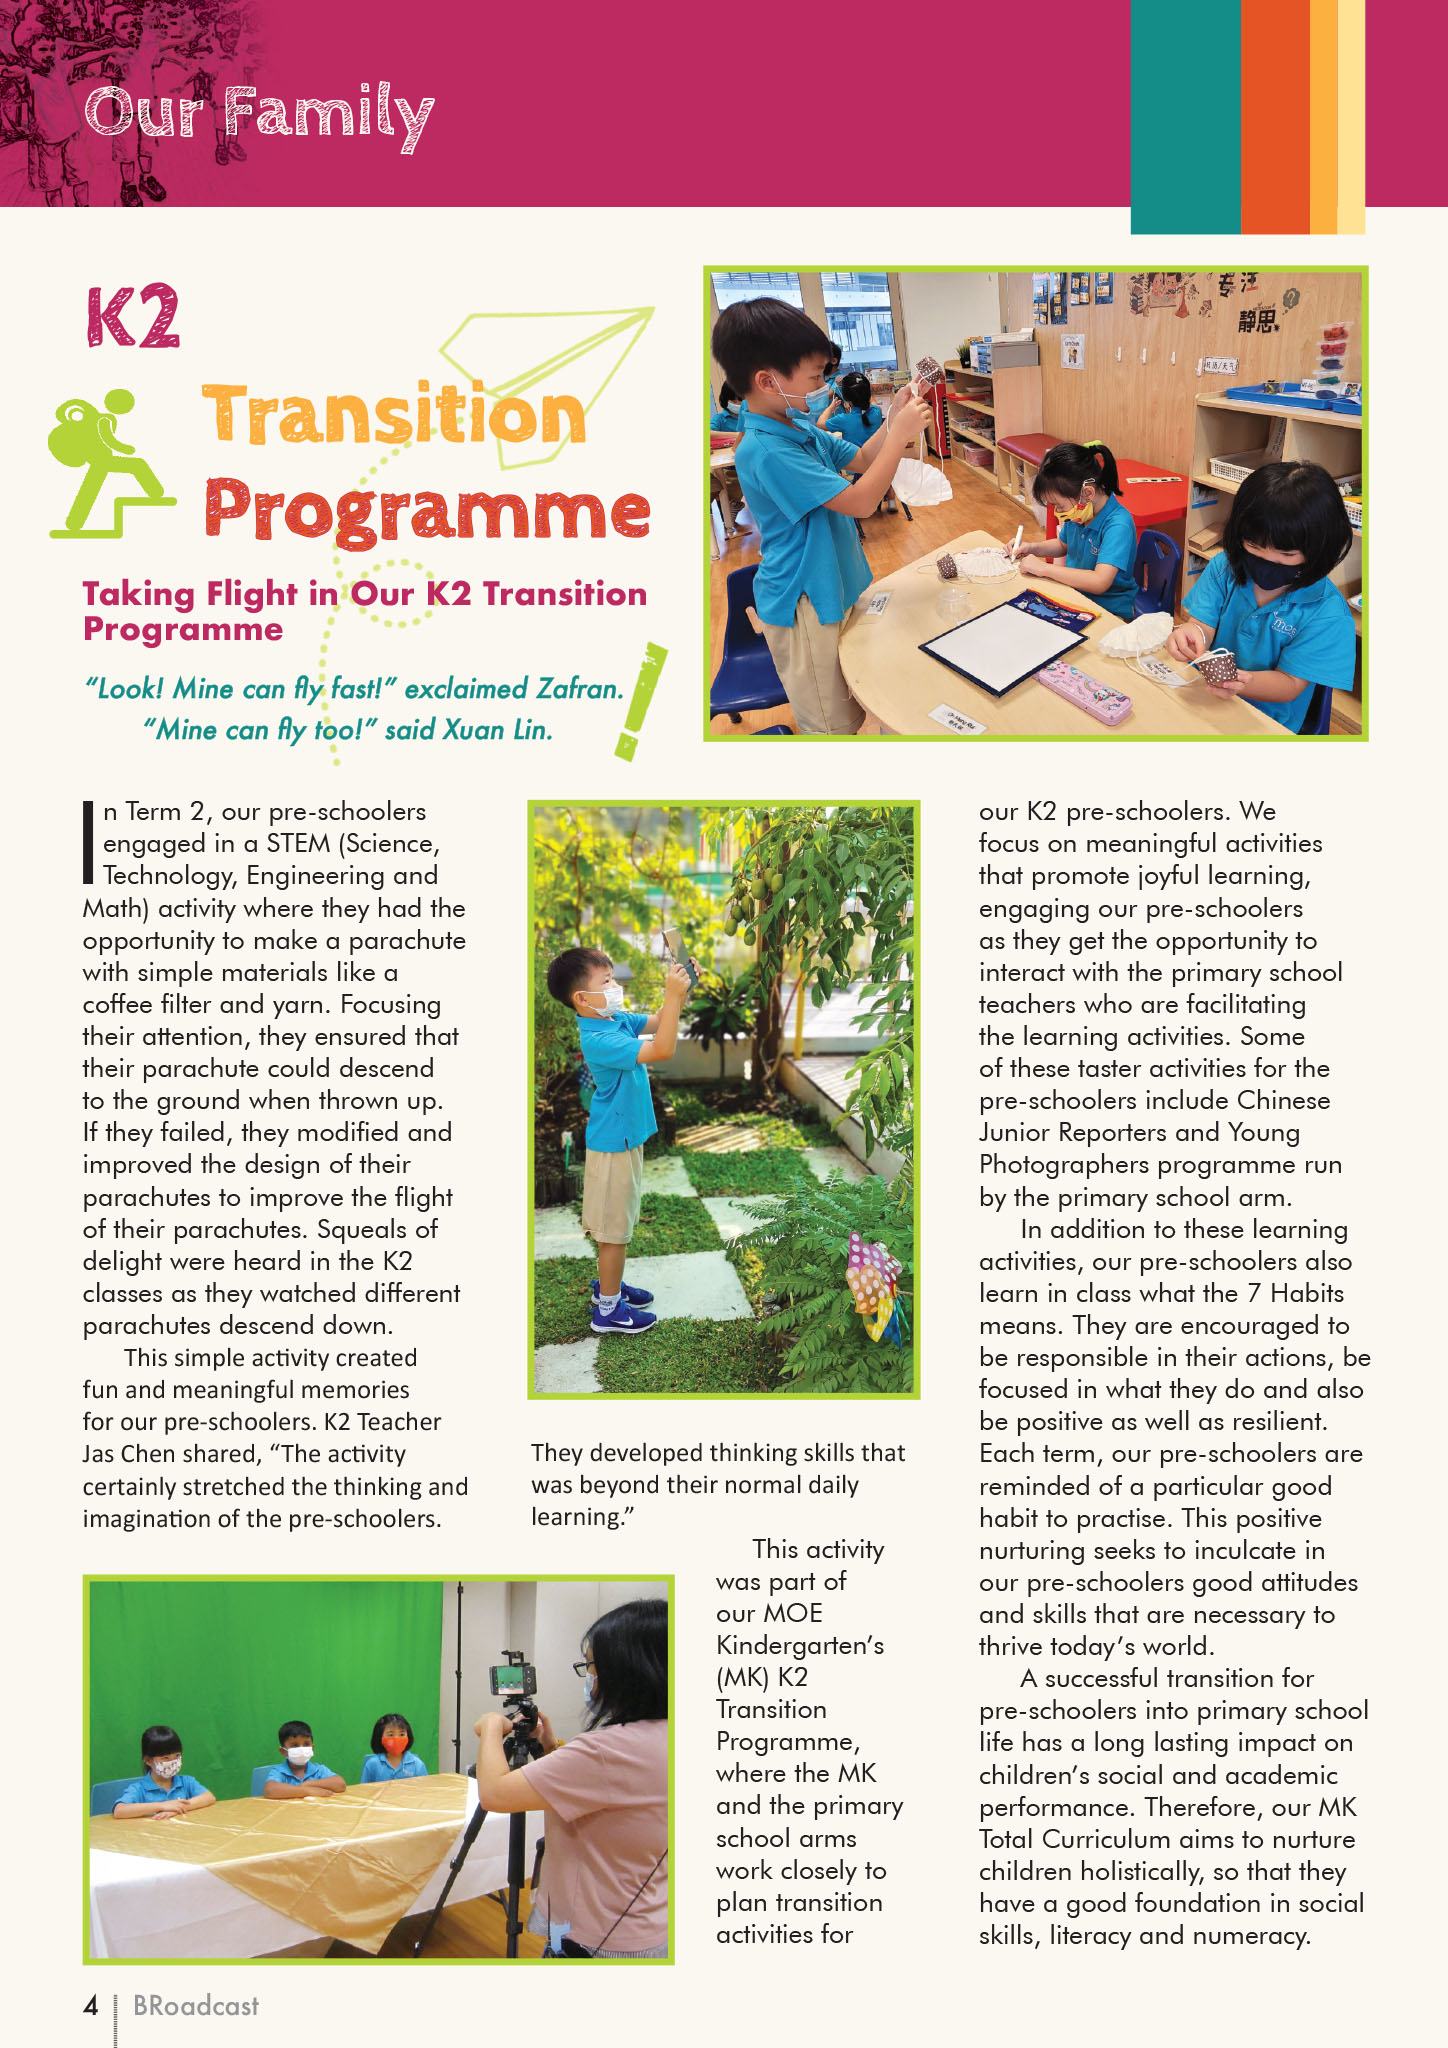 Our Family
K2
Transition
Programme
Taking Flight in Our K2 Transition
Programme
“Look! Mine can fly fast!” exclaimed Zafran.
“Mine can fly too!” said Xuan Lin.
专注
静思
日历/天气
moe
In Term 2, our pre-schoolers
engaged in a STEM (Science,
Technology, Engineering and
Math) activity where they had the
opportunity to make a parachute
with simple materials like a
coffee filter and yarn. Focusing
their attention, they ensured that
their parachute could descend
to the ground when thrown up.
If they failed, they modified and
improved the design of their
parachutes to improve the flight
of their parachutes. Squeals of
delight were heard in the K2
classes as they watched different
parachutes descend down.
This simple activity created
fun and meaningful memories
for our pre-schoolers. K2 Teacher
Jas Chen shared, “The activity
certainly stretched the thinking and
imagination of the pre-schoolers.
They developed thinking skills that
was beyond their normal daily
learning.”
This activity
was part of
our MOE
Kindergarten’s
(MK) K2
Transition
Programme,
where the MK
and the primary
school arms
work closely to
plan transition
activities for
our K2 pre-schoolers. We
focus on meaningful activities
that promote joyful learning,
engaging our pre-schoolers
as they get the opportunity to
interact with the primary school
teachers who are facilitating
the learning activities. Some
of these taster activities for the
pre-schoolers include Chinese
Junior Reporters and Young
Photographers programme run
by the primary school arm.
In addition to these learning
activities, our pre-schoolers also
learn in class what the 7 Habits
means. They are encouraged to
be responsible in their actions, be
focused in what they do and also
be positive as well as resilient.
Each term, our pre-schoolers are
reminded of a particular good
habit to practise. This positive
nurturing seeks to inculcate in
our pre-schoolers good attitudes
and skills that are necessary to
thrive today’s world.
A successful transition for
pre-schoolers into primary school
life has a long lasting impact on
children’s social and academic
performance. Therefore, our MK
Total Curriculum aims to nurture
children holistically, so that they
have a good foundation in social
skills, literacy and numeracy.
4
BRoadcast